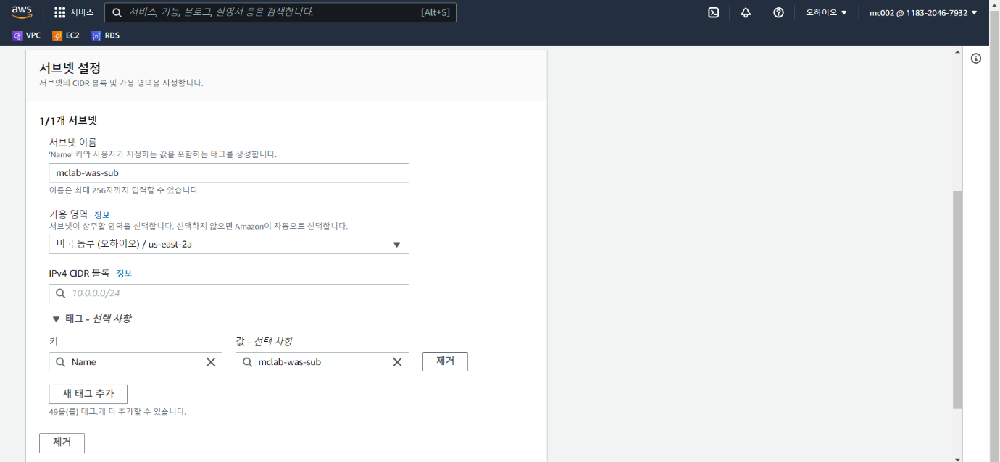 aws 서비스 서비스, 기능, 블로그, 설명서 등을 검색합니다. [Alt+S] 오하이오 ▼ mc002 @ 1183-2046-7932 ▼
VPC EC2 RDS
서브넷 설정
서브넷의 CIDR 블록 및 가용 영역을 지정합니다.
1/1개 서브넷
서브넷 이름
'Name' 키와 사용자가 지정하는 값을 포함하는 태그를 생성합니다.
mclab-was-sub
이름은 최대 256자까지 입력할 수 있습니다.
가용 영역 정보
서브넷이 상주할 영역을 선택합니다. 선택하지 않으면 Amazon이 자동으로 선택합니다.
미국 동부 (오하이오) / us-east-2a
IPv4 CIDR 블록 정보
10.0.0.0/24
▼ 태그 - 선택 사항
키 값 - 선택 사항
Name mclab-was-sub 제거
새 태그 추가
49을(를) 태그.개 더 추가할 수 있습니다.
제거